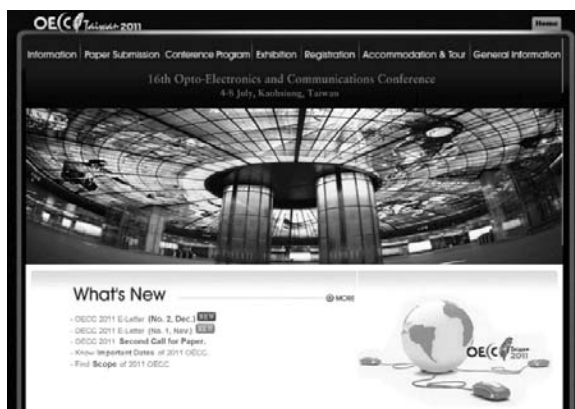 OECC Taiwan 2011
Home
Information Paper Submission Conference Program Exhibition Registration Accommodation & Tour General Information
16th Opto-Electronics and Communications Conference
4-8 July, Kaohsiung, Taiwan
What's New
MORE
- OECC 2011 E-Letter (No. 2, Dec.) NEW
- OECC 2011 E-Letter (No. 1, Nov.) NEW
- OECC 2011 Second Call for Paper.
- Know Important Dates of 2011 OECC.
- Find Scope of 2011 OECC
OECC Taiwan 2011